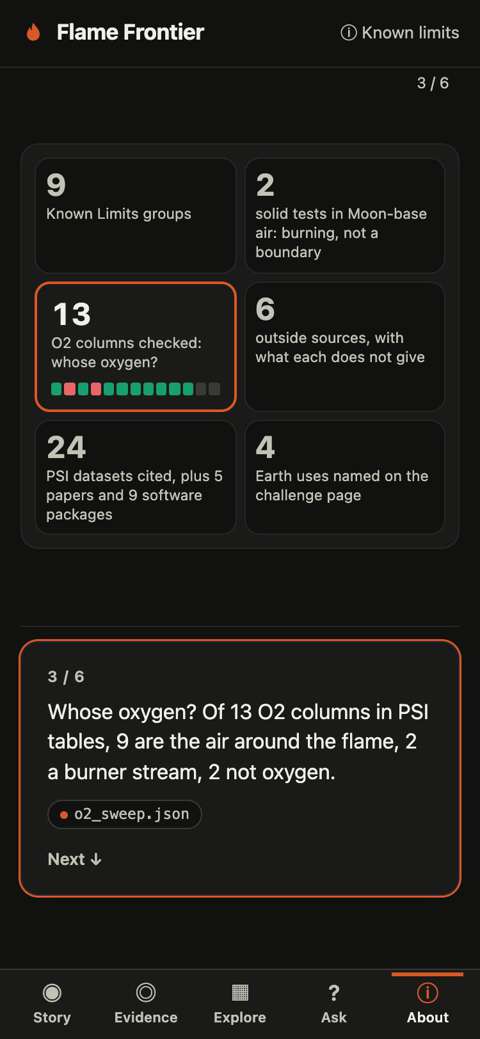 Flame Frontier
ⓘ Known limits
3 / 6
9
Known Limits groups
2
solid tests in Moon-base
air: burning, not a
boundary
13
O2 columns checked:
whose oxygen?
6
outside sources, with
what each does not give
24
PSI datasets cited, plus 5
papers and 9 software
packages
4
Earth uses named on the
challenge page
3 / 6
Whose oxygen? Of 13 O2 columns in PSI
tables, 9 are the air around the flame, 2
a burner stream, 2 not oxygen.
o2_sweep.json
Next ↓
Story
Evidence
Explore
? Ask
ⓘ About